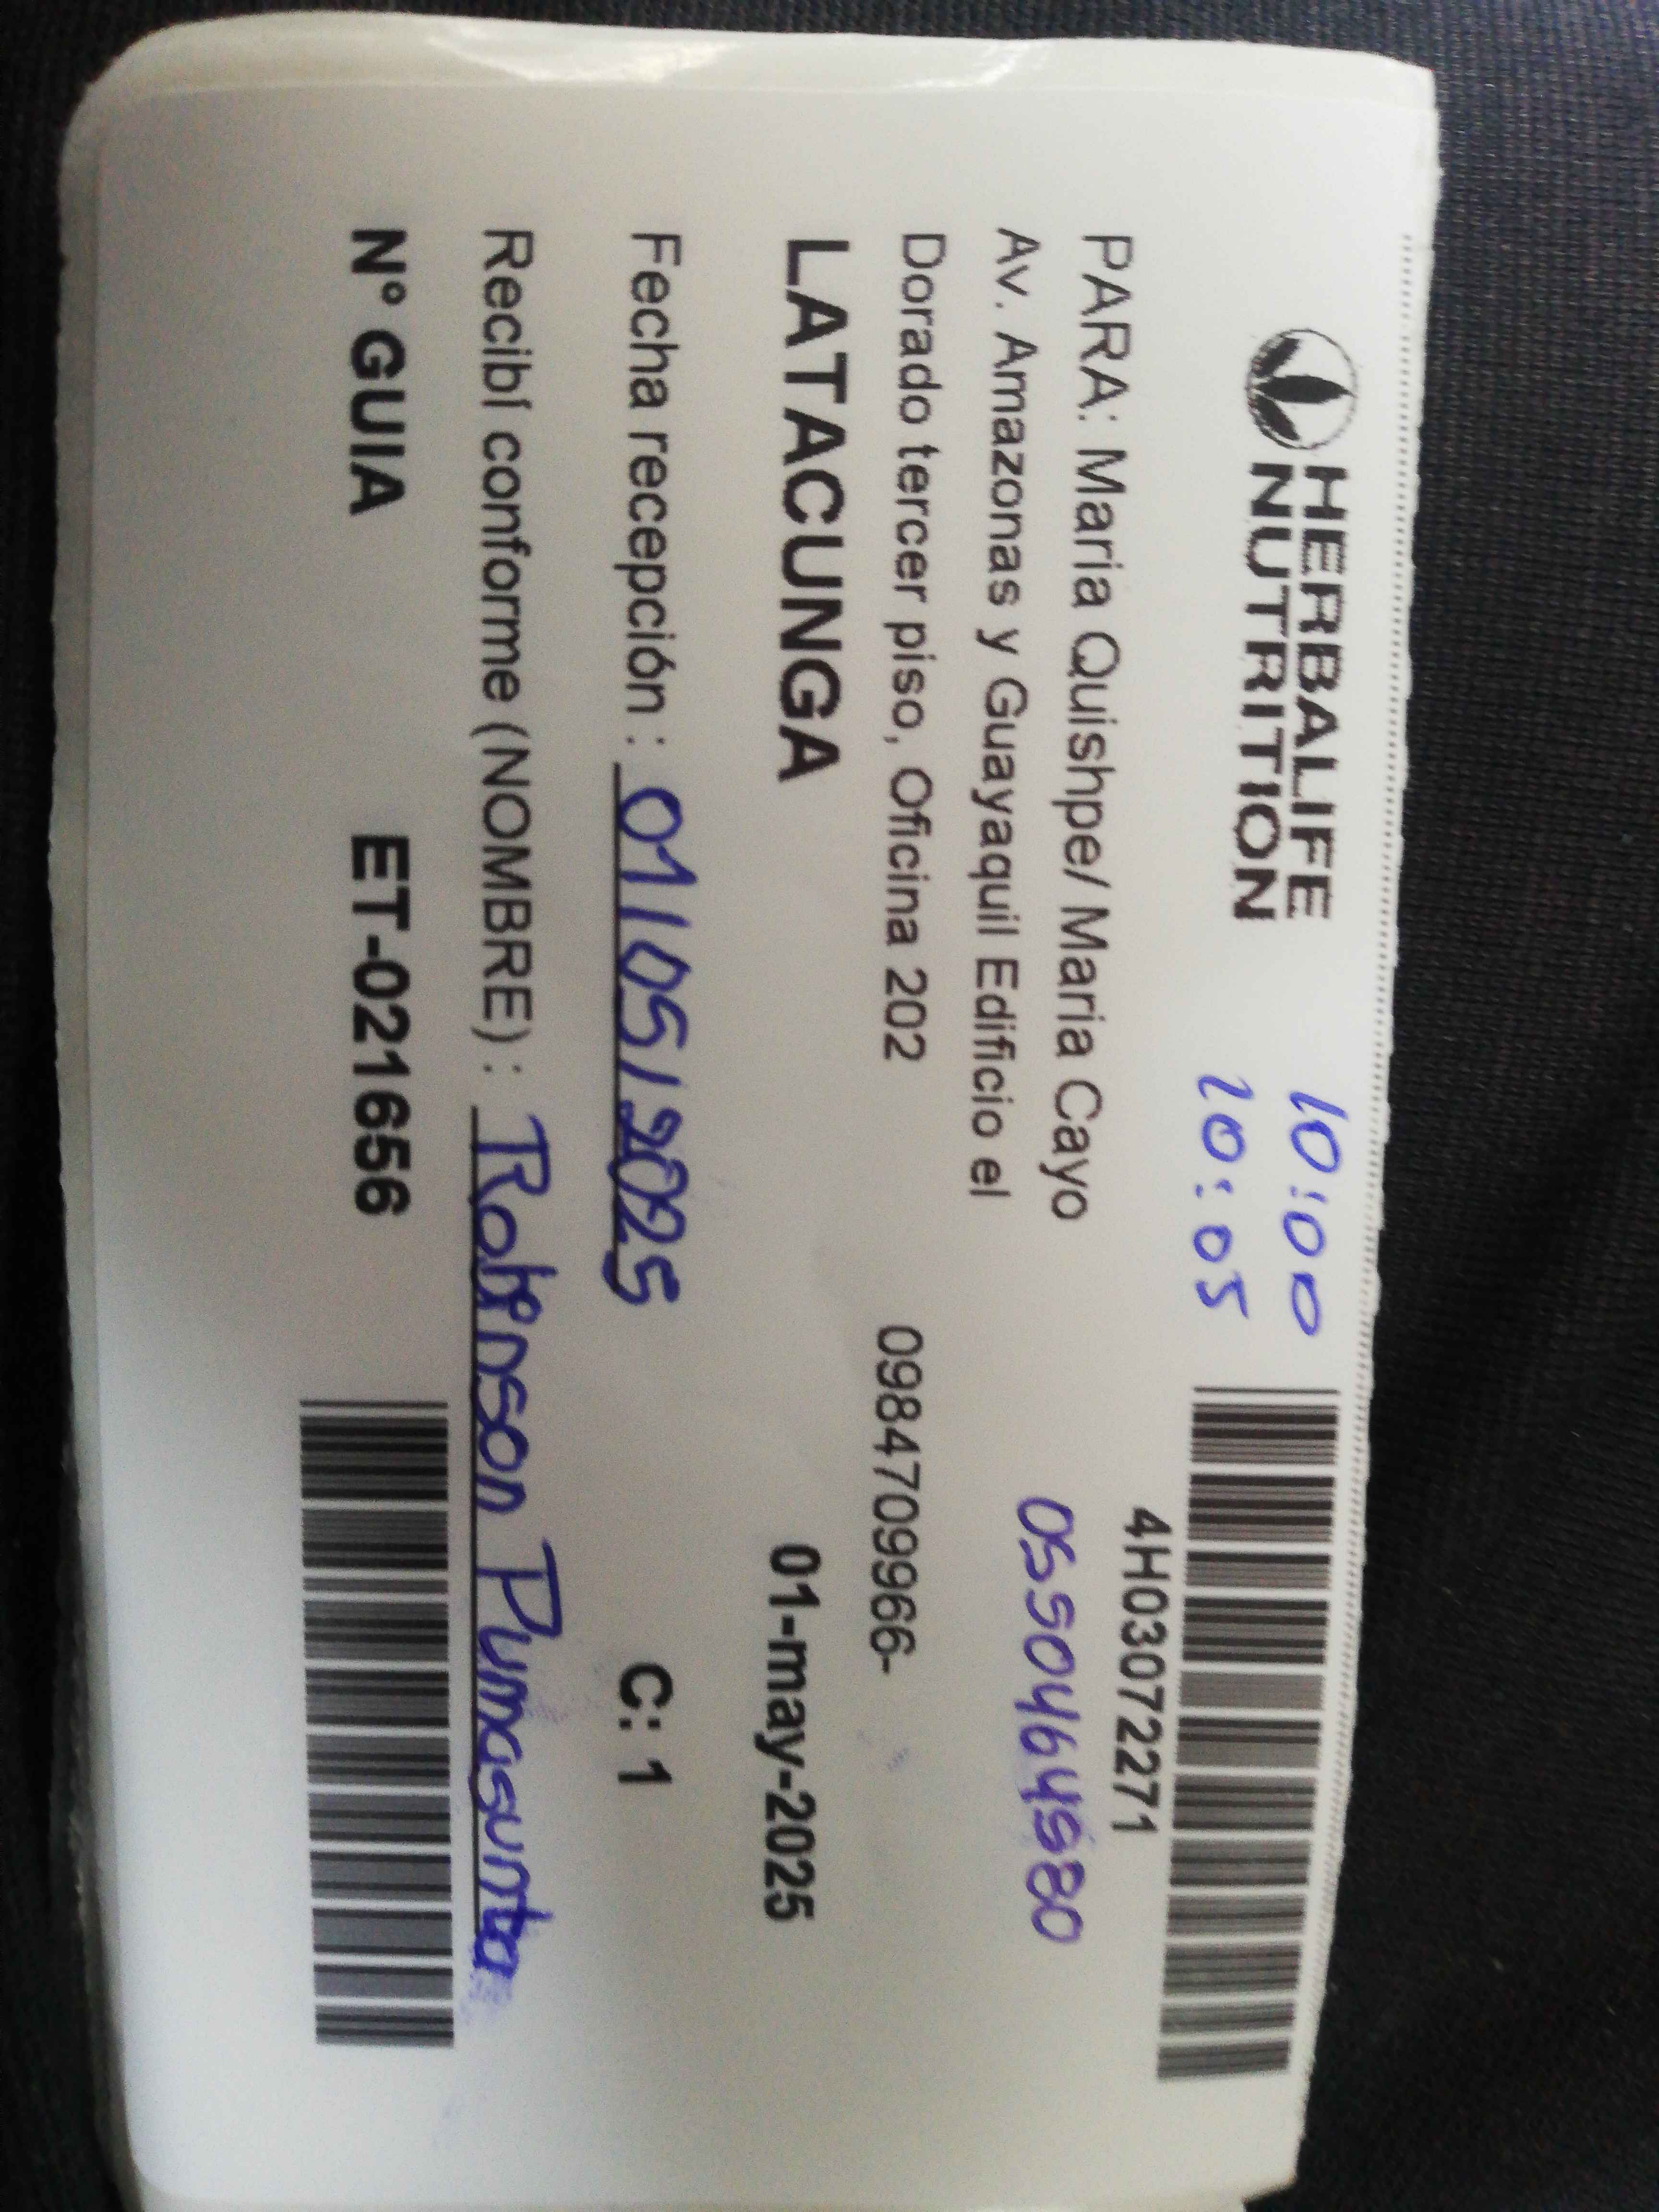 HERBALIFE
NUTRITION
10:00
10:05
4H03072271
PARA: Maria Quishpe/ Maria Cayo
0550464580
Av. Amazonas y Guayaquil Edificio el
Dorado tercer piso, Oficina 202
0984709966-
LATACUNGA
01-may-2025
Fecha recepción : 01/05/2025
C: 1
Recibí conforme (NOMBRE) : Robinson Pumasunta
N° GUIA ET-021656